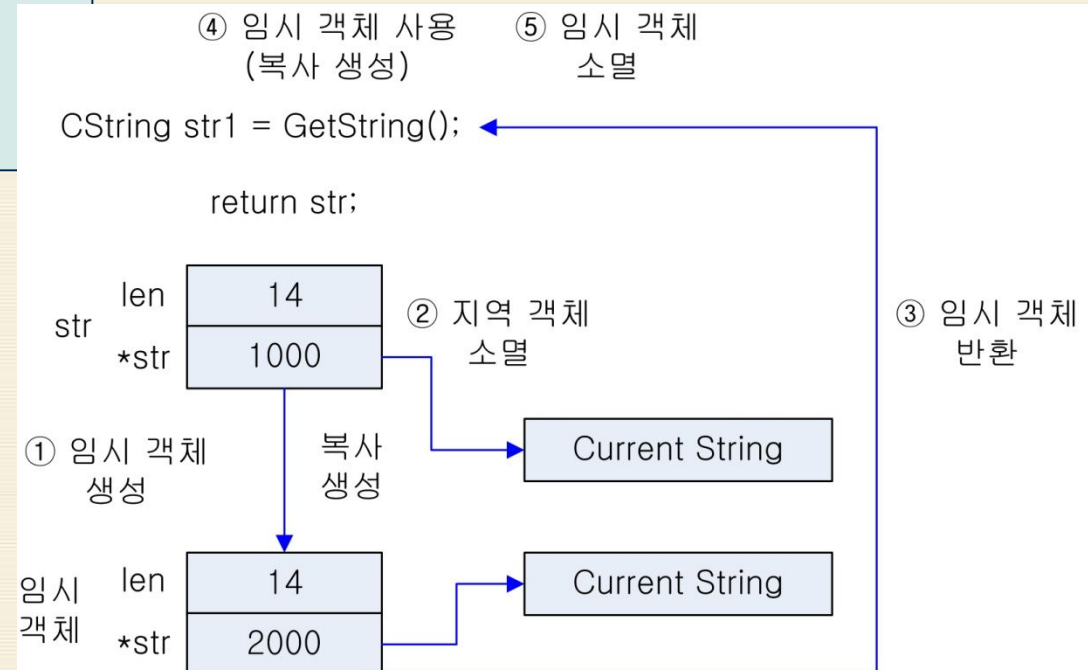 ④ 임시 객체 사용
(복사 생성)
⑤ 임시 객체
소멸
CString str1 = GetString();
return str;
str
len
14
*str
1000
② 지역 객체
소멸
③ 임시 객체
반환
① 임시 객체
생성
복사
생성
Current String
임시
객체
len
14
*str
2000
Current String